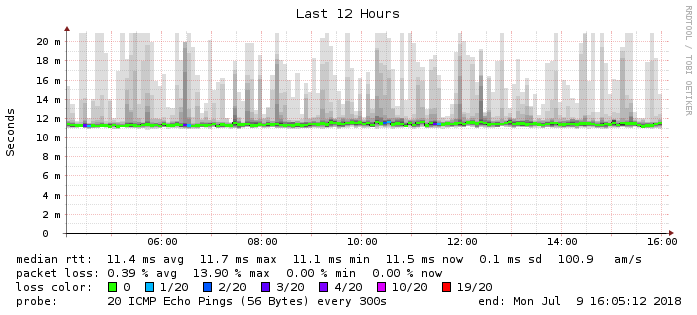 Last 12 Hours
RRDTOOL / TOBI OETIKER
Seconds
20 m
18 m
16 m
14 m
12 m
10 m
8 m
6 m
4 m
2 m
0
06:00 08:00 10:00 12:00 14:00 16:00
median rtt: 11.4 ms avg 11.7 ms max 11.1 ms min 11.5 ms now 0.1 ms sd 100.9 am/s
packet loss: 0.39 % avg 13.90 % max 0.00 % min 0.00 % now
loss color: 0 1/20 2/20 3/20 4/20 10/20 19/20
probe: 20 ICMP Echo Pings (56 Bytes) every 300s end: Mon Jul 9 16:05:12 2018